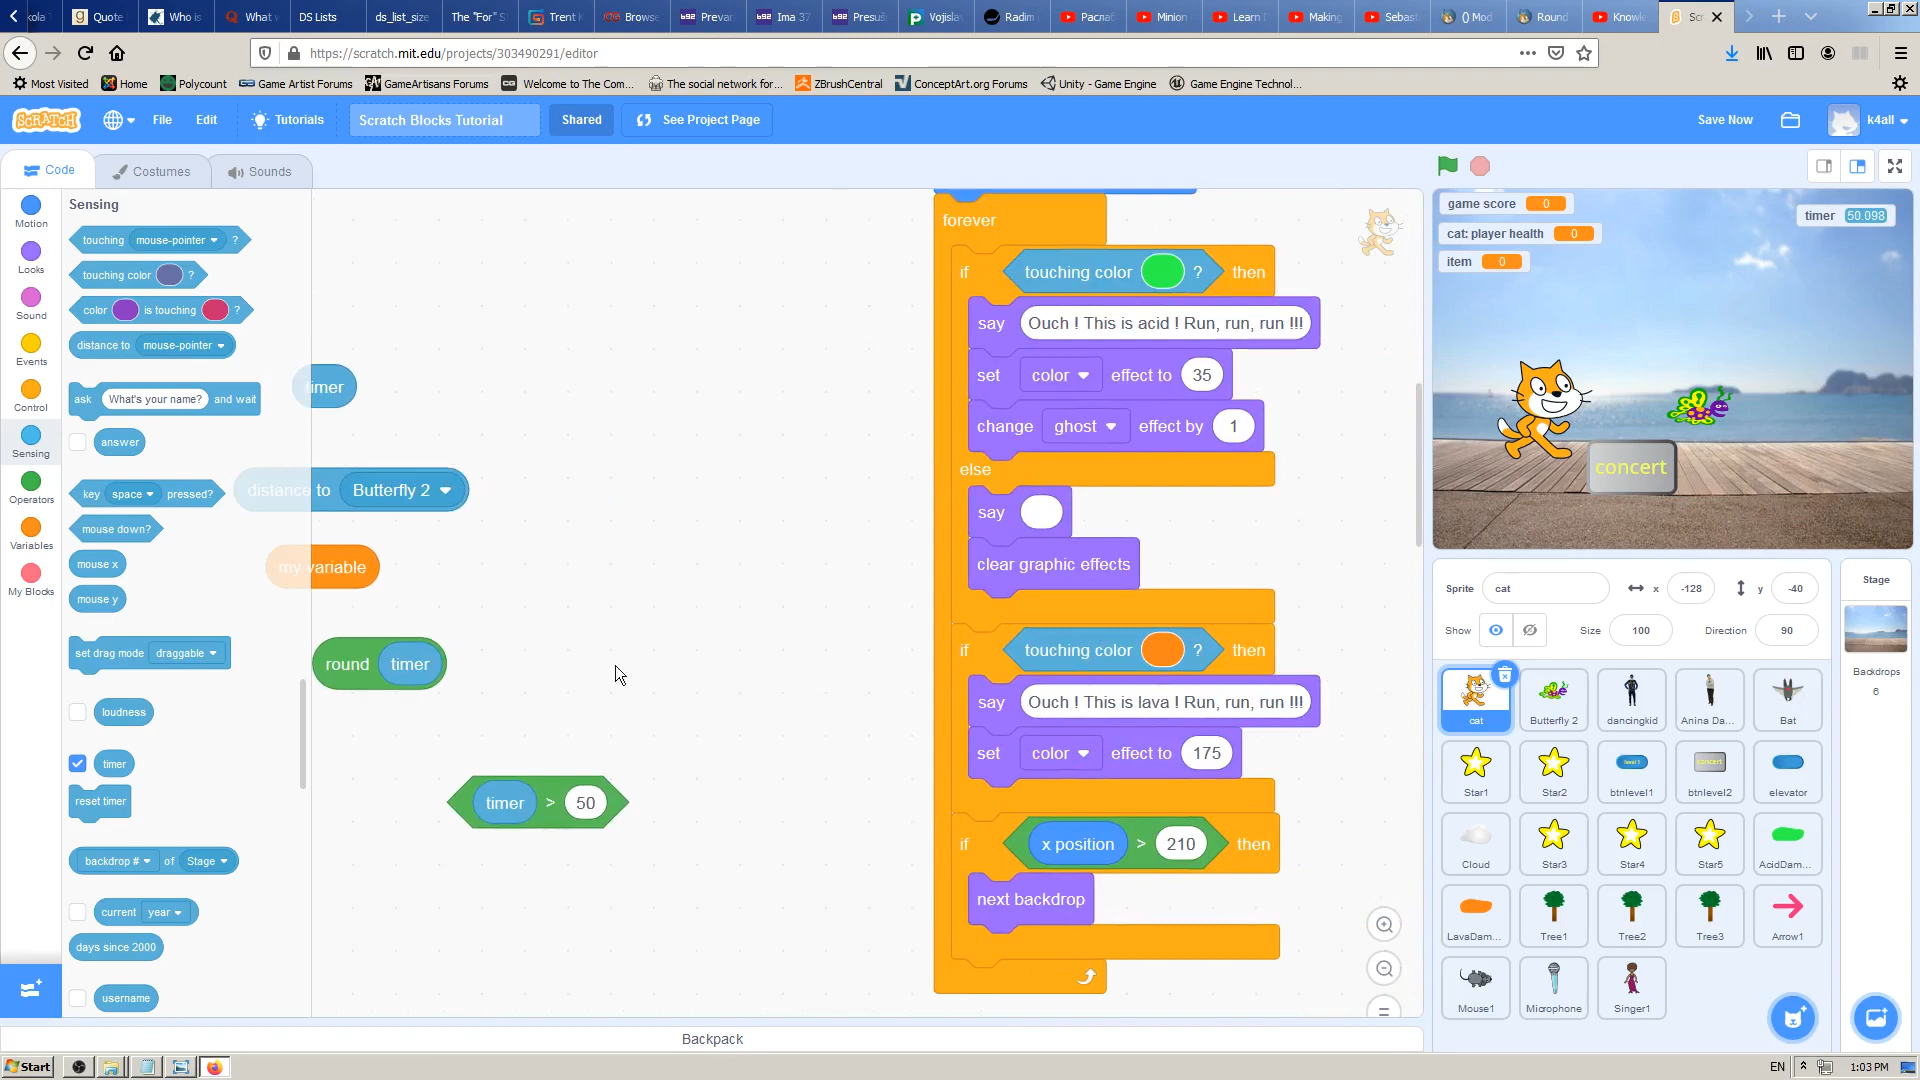 kola T
Quote
Who is
What v
DS Lists
ds_list_size
The "For" S
Trent K
Browse
Prevar
Ima 37
Presuš
Vojisla
Radim
Распа
Minion
Learn I
Making
Sebast
() Mod
Round
Knowle
Scr
https://scratch.mit.edu/projects/303490291/editor
Most Visited
Home
Polycount
Game Artist Forums
GameArtisans Forums
Welcome to The Com...
The social network for...
ZBrushCentral
ConceptArt.org Forums
Unity - Game Engine
Game Engine Technol...
SCRATCH
File
Edit
Tutorials
Scratch Blocks Tutorial
Shared
See Project Page
Save Now
k4all
Code
Costumes
Sounds
Motion
Looks
Sound
Events
Control
Sensing
Operators
Variables
My Blocks
Sensing
touching mouse-pointer ?
touching color ?
color is touching ?
distance to mouse-pointer
ask What's your name? and wait
answer
key space pressed?
mouse down?
mouse x
mouse y
set drag mode draggable
loudness
timer
reset timer
backdrop # of Stage
current year
days since 2000
username
timer
distance to Butterfly 2
my variable
round timer
timer > 50
forever
if touching color ? then
say Ouch ! This is acid ! Run, run, run !!!
set color effect to 35
change ghost effect by 1
else
say
clear graphic effects
if touching color ? then
say Ouch ! This is lava ! Run, run, run !!!
set color effect to 175
if x position > 210 then
next backdrop
Backpack
game score 0
cat: player health 0
item 0
timer 50.098
concert
Sprite cat x -128 y -40
Show Size 100 Direction 90
cat
Butterfly 2
dancingkid
Anina Da...
Bat
Star1
Star2
btnlevel1
btnlevel2
elevator
Cloud
Star3
Star4
Star5
AcidDam...
LavaDam...
Tree1
Tree2
Tree3
Arrow1
Mouse1
Microphone
Singer1
Stage
Backdrops
6
Start
EN
1:03 PM